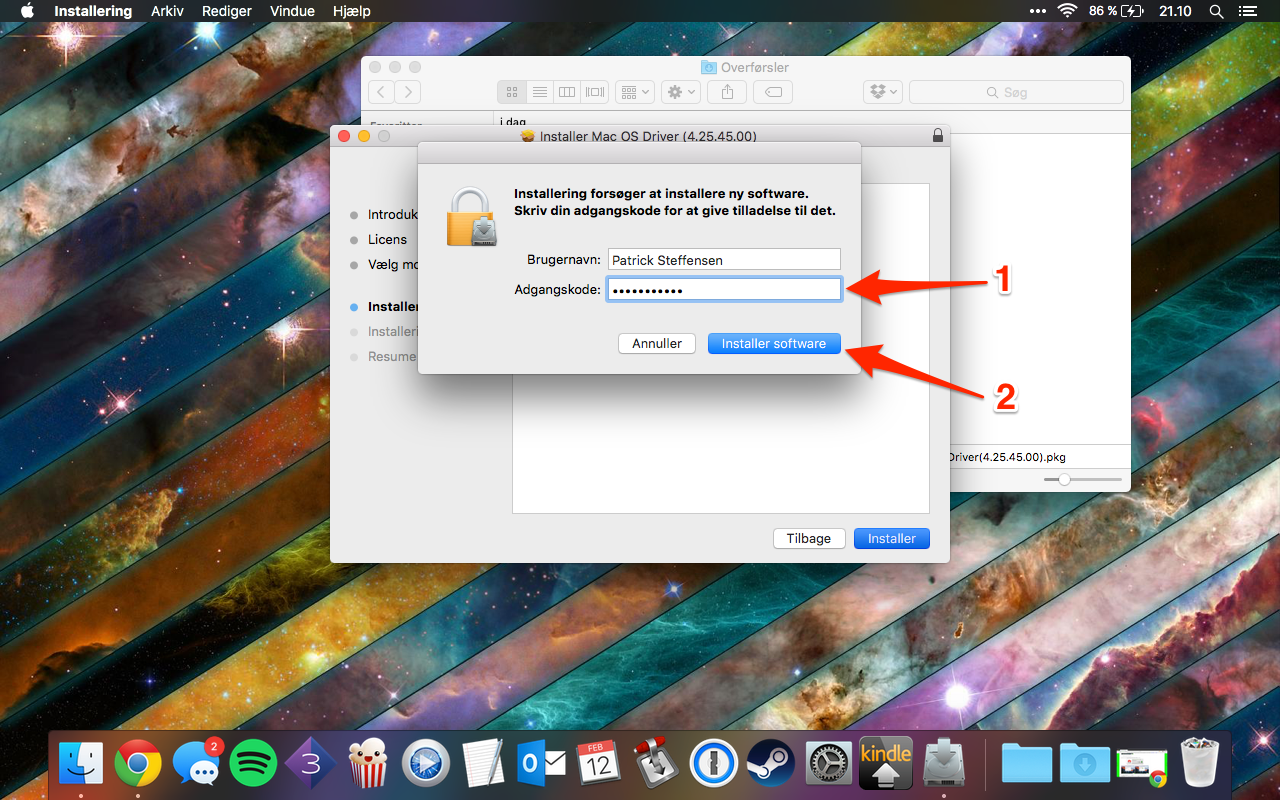 Installering Arkiv Rediger Vindue Hjælp
86 % 21.10
Overførsler
Søg
i dag
Installer Mac OS Driver (4.25.45.00)
Installering forsøger at installere ny software.
Skriv din adgangskode for at give tilladelse til det.
Introduk
Licens
Vælg mo
Installer
Installeri
Resume
Brugernavn: Patrick Steffensen
Adgangskode: •••••••••••
1
Annuller Installer software
2
Driver(4.25.45.00).pkg
Tilbage Installer
2
3
FEB
12
kindle